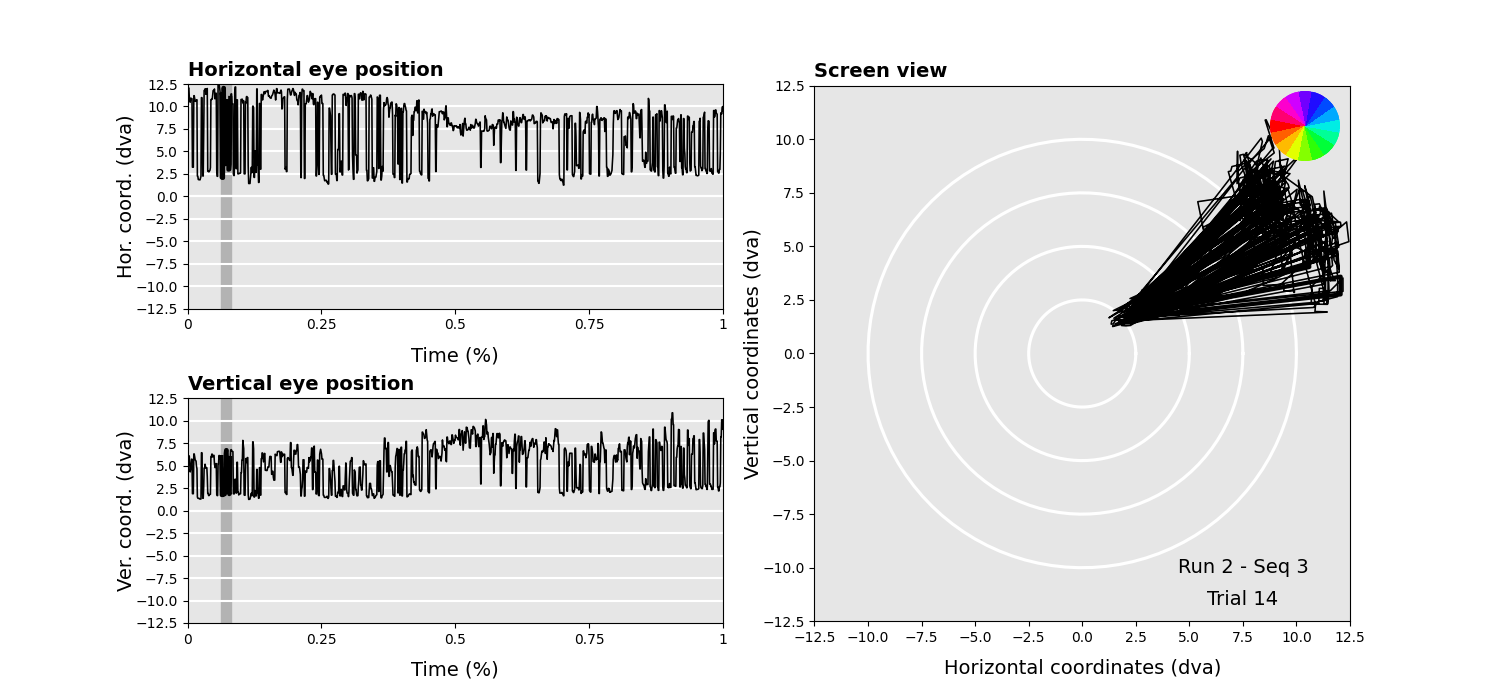 Horizontal eye position
Hor. coord. (dva)
12.5
10.0
7.5
5.0
2.5
0.0
−2.5
−5.0
−7.5
−10.0
−12.5
0 0.25 0.5 0.75 1
Time (%)
Vertical eye position
Ver. coord. (dva)
12.5
10.0
7.5
5.0
2.5
0.0
−2.5
−5.0
−7.5
−10.0
−12.5
0 0.25 0.5 0.75 1
Time (%)
Screen view
Vertical coordinates (dva)
12.5
10.0
7.5
5.0
2.5
0.0
−2.5
−5.0
−7.5
−10.0
−12.5
Run 2 - Seq 3
Trial 14
−12.5 −10.0 −7.5 −5.0 −2.5 0.0 2.5 5.0 7.5 10.0 12.5
Horizontal coordinates (dva)